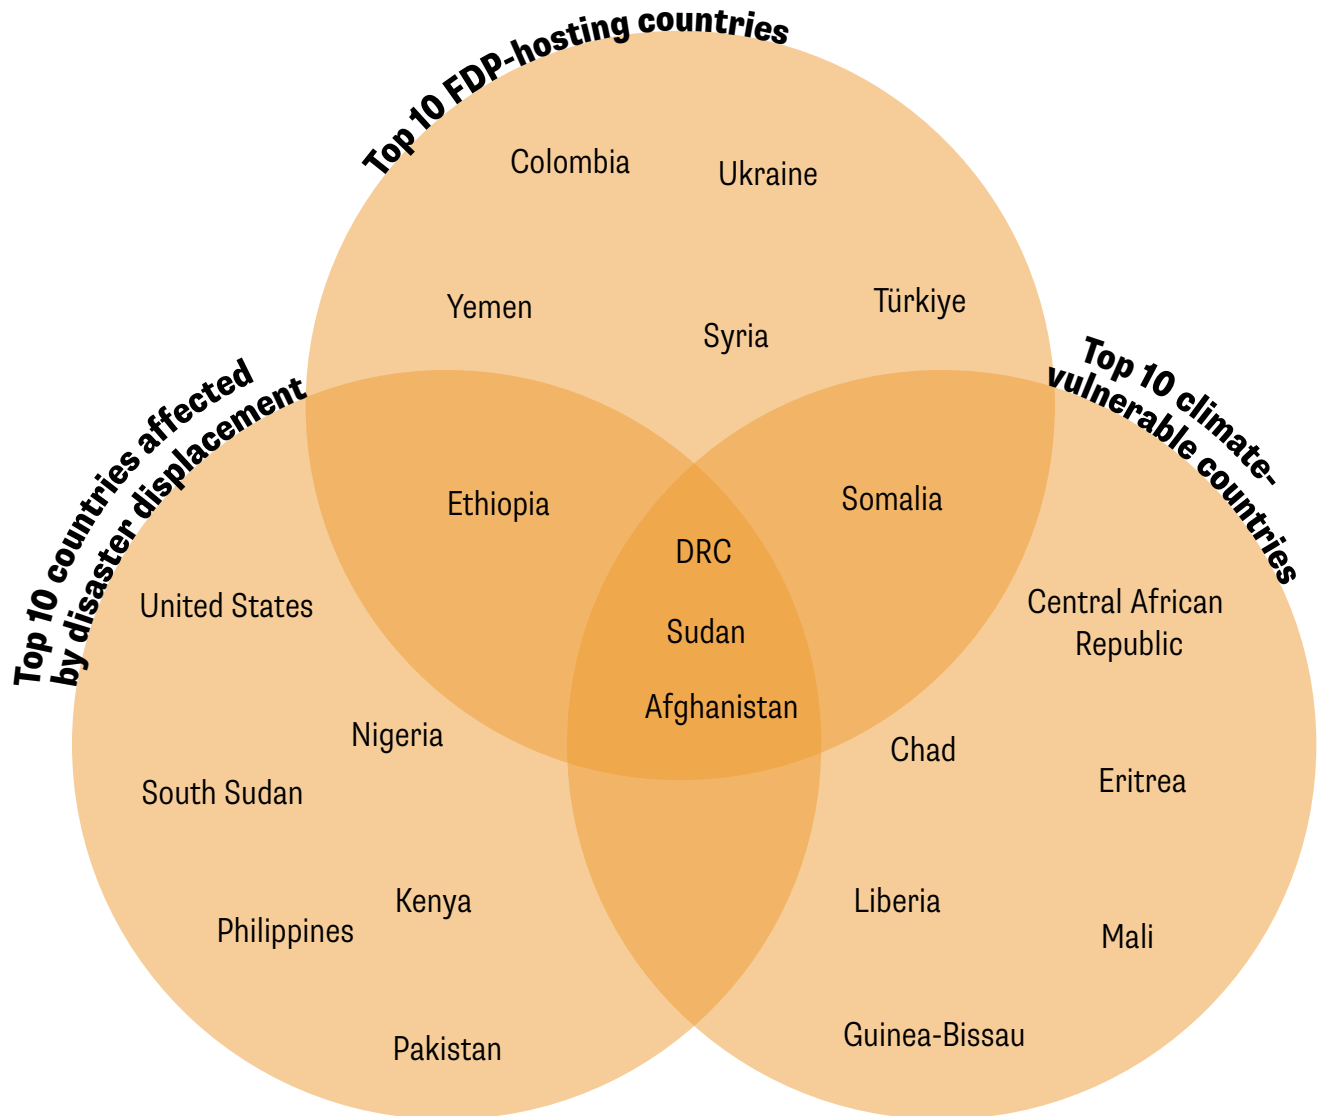 Top 10 FDP-hosting countries
Colombia
Ukraine
Yemen
Syria
Türkiye
Top 10 countries affected
by disaster displacement
Top 10 climate-
vulnerable countries
Ethiopia
Somalia
DRC
Sudan
Afghanistan
United States
Nigeria
South Sudan
Kenya
Philippines
Pakistan
Central African
Republic
Chad
Eritrea
Liberia
Mali
Guinea-Bissau